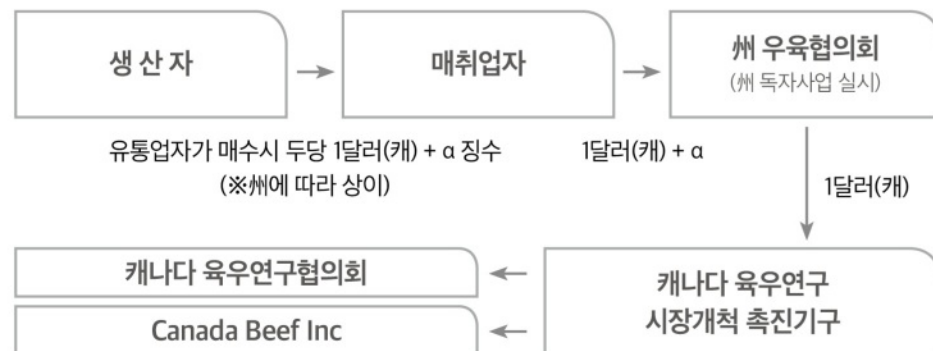 생 산 자
매취업자
州 우육협의회
(州 독자사업 실시)
유통업자가 매수시 두당 1달러(캐) + α 징수
(※州에 따라 상이)
1달러(캐) + α
1달러(캐)
캐나다 육우연구협의회
Canada Beef Inc
캐나다 육우연구
시장개척 촉진기구